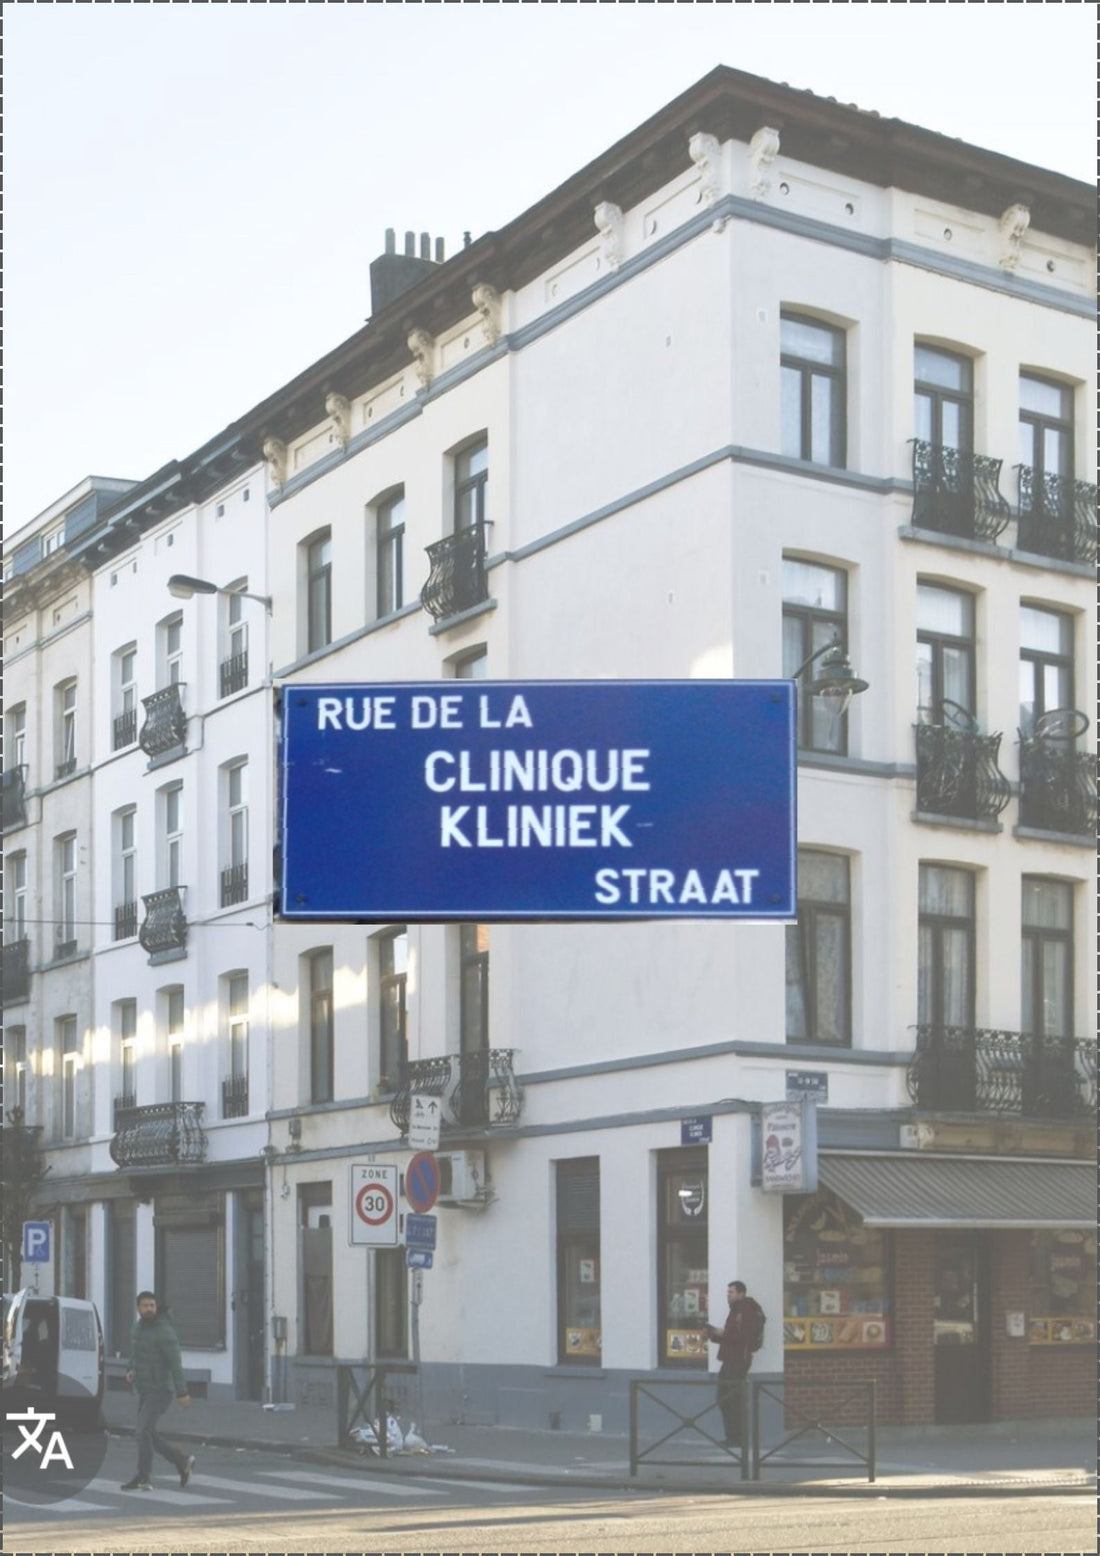 RUE DE LA
CLINIQUE
KLINIEK
STRAAT
ZONE
30
P